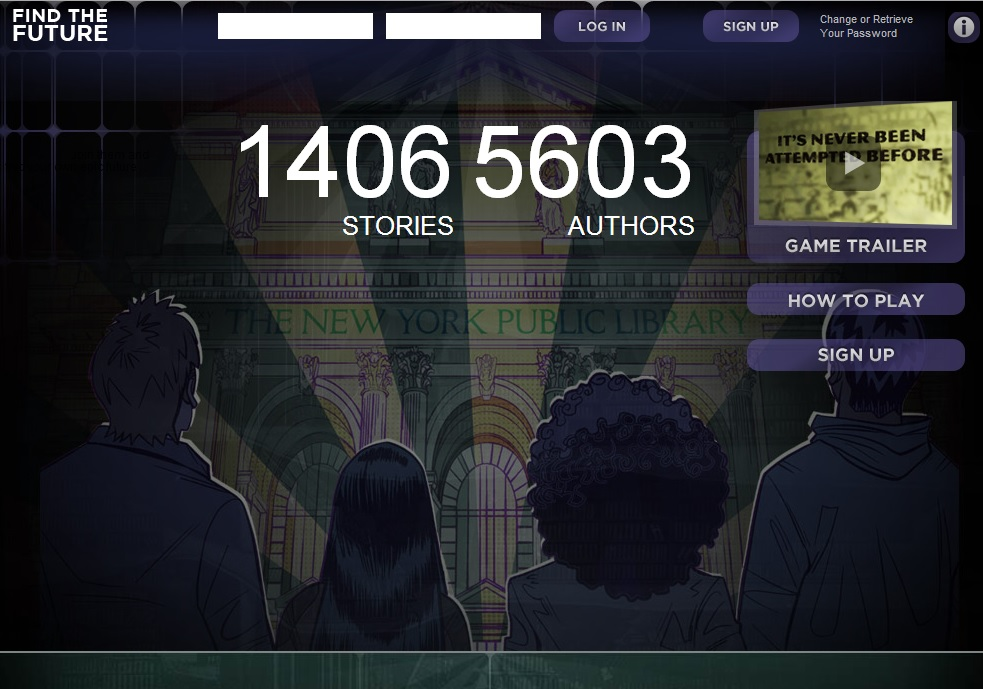 FIND THE
FUTURE
LOG IN
SIGN UP
Change or Retrieve
Your Password
i
1406 5603
STORIES AUTHORS
IT'S NEVER BEEN
ATTEMPTED BEFORE
GAME TRAILER
HOW TO PLAY
THE NEW YORK PUBLIC LIBRARY
SIGN UP